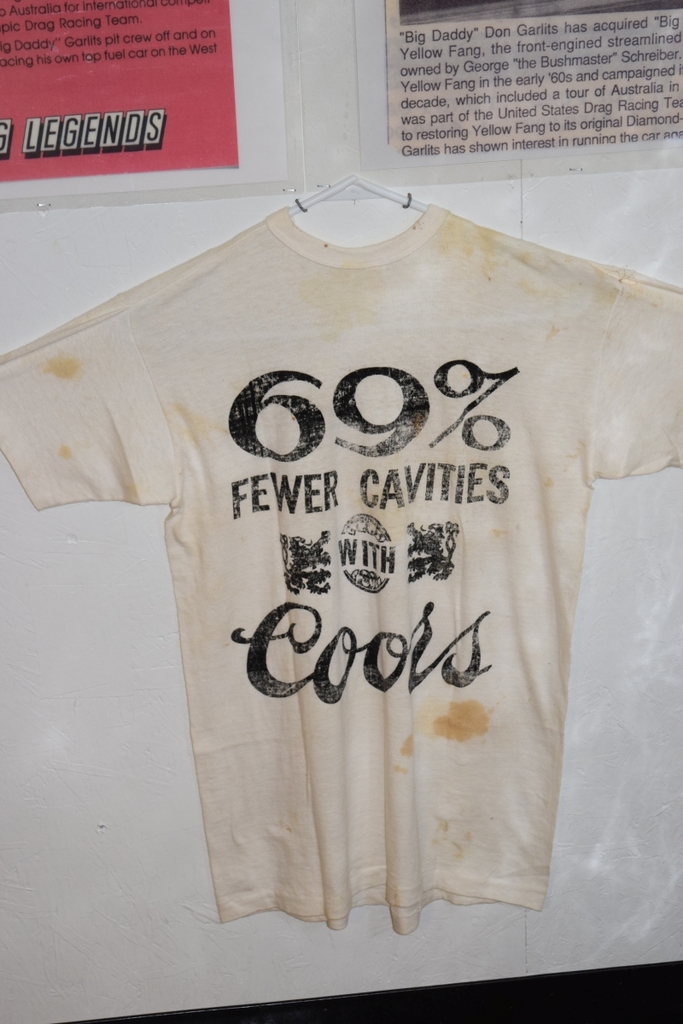 o Australia for international
pic Drag Racing Team.
ig Daddy" Garlits pit crew off and on
acing his own top fuel car on the West
LEGENDS
"Big Daddy" Don Garlits has acquired "Big
Yellow Fang, the front-engined streamlined
owned by George "the Bushmaster" Schreiber.
Yellow Fang in the early '60s and campaigned i
decade, which included a tour of Australia in
was part of the United States Drag Racing Tea
to restoring Yellow Fang to its original Diamond-
Garlits has shown interest in running the car aga
69%
FEWER CAVITIES
WITH
Coors